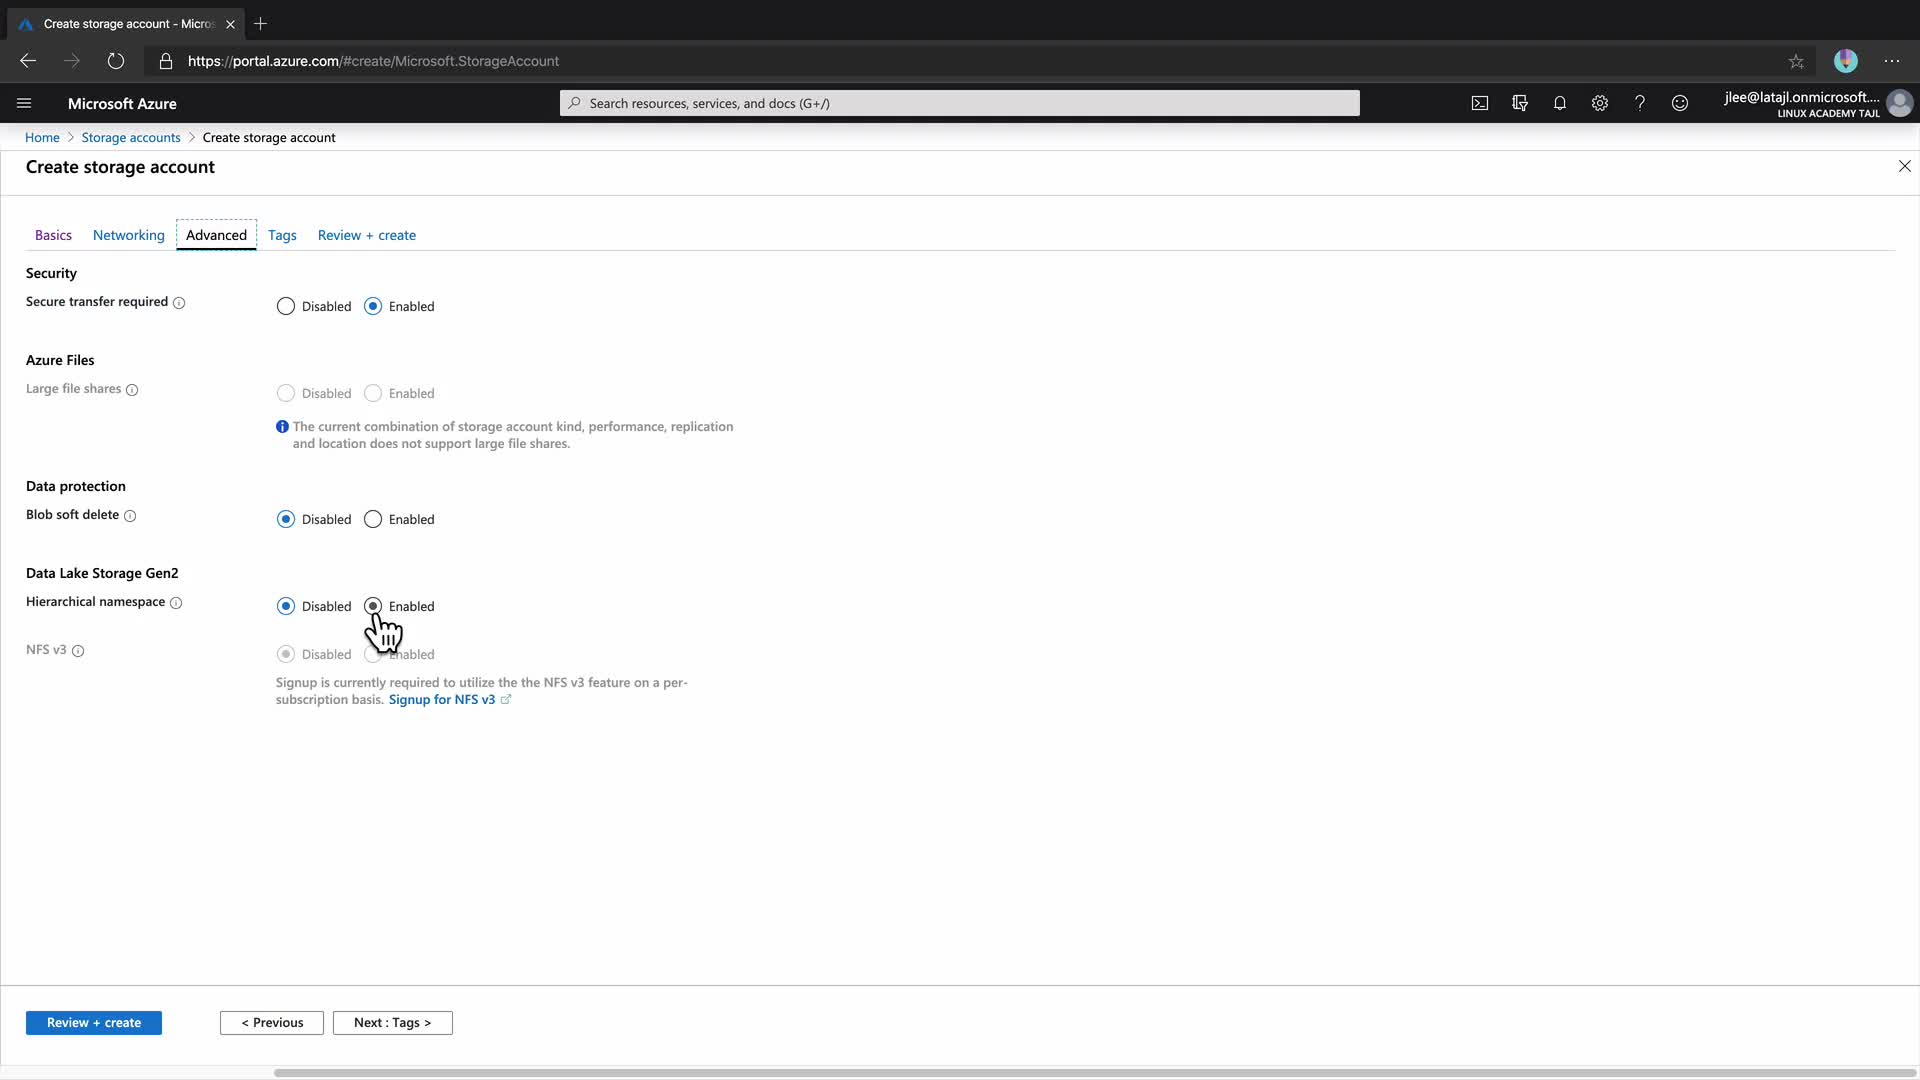 Create storage account - Micros
https://portal.azure.com/#create/Microsoft.StorageAccount
Microsoft Azure
Search resources, services, and docs (G+/)
jlee@latajl.onmicrosoft....
LINUX ACADEMY TAJL
Home > Storage accounts > Create storage account
Create storage account
Basics Networking Advanced Tags Review + create
Security
Secure transfer required Disabled Enabled
Azure Files
Large file shares Disabled Enabled
The current combination of storage account kind, performance, replication
and location does not support large file shares.
Data protection
Blob soft delete Disabled Enabled
Data Lake Storage Gen2
Hierarchical namespace Disabled Enabled
NFS v3 Disabled Enabled
Signup is currently required to utilize the the NFS v3 feature on a per-
subscription basis. Signup for NFS v3
Review + create < Previous Next : Tags >